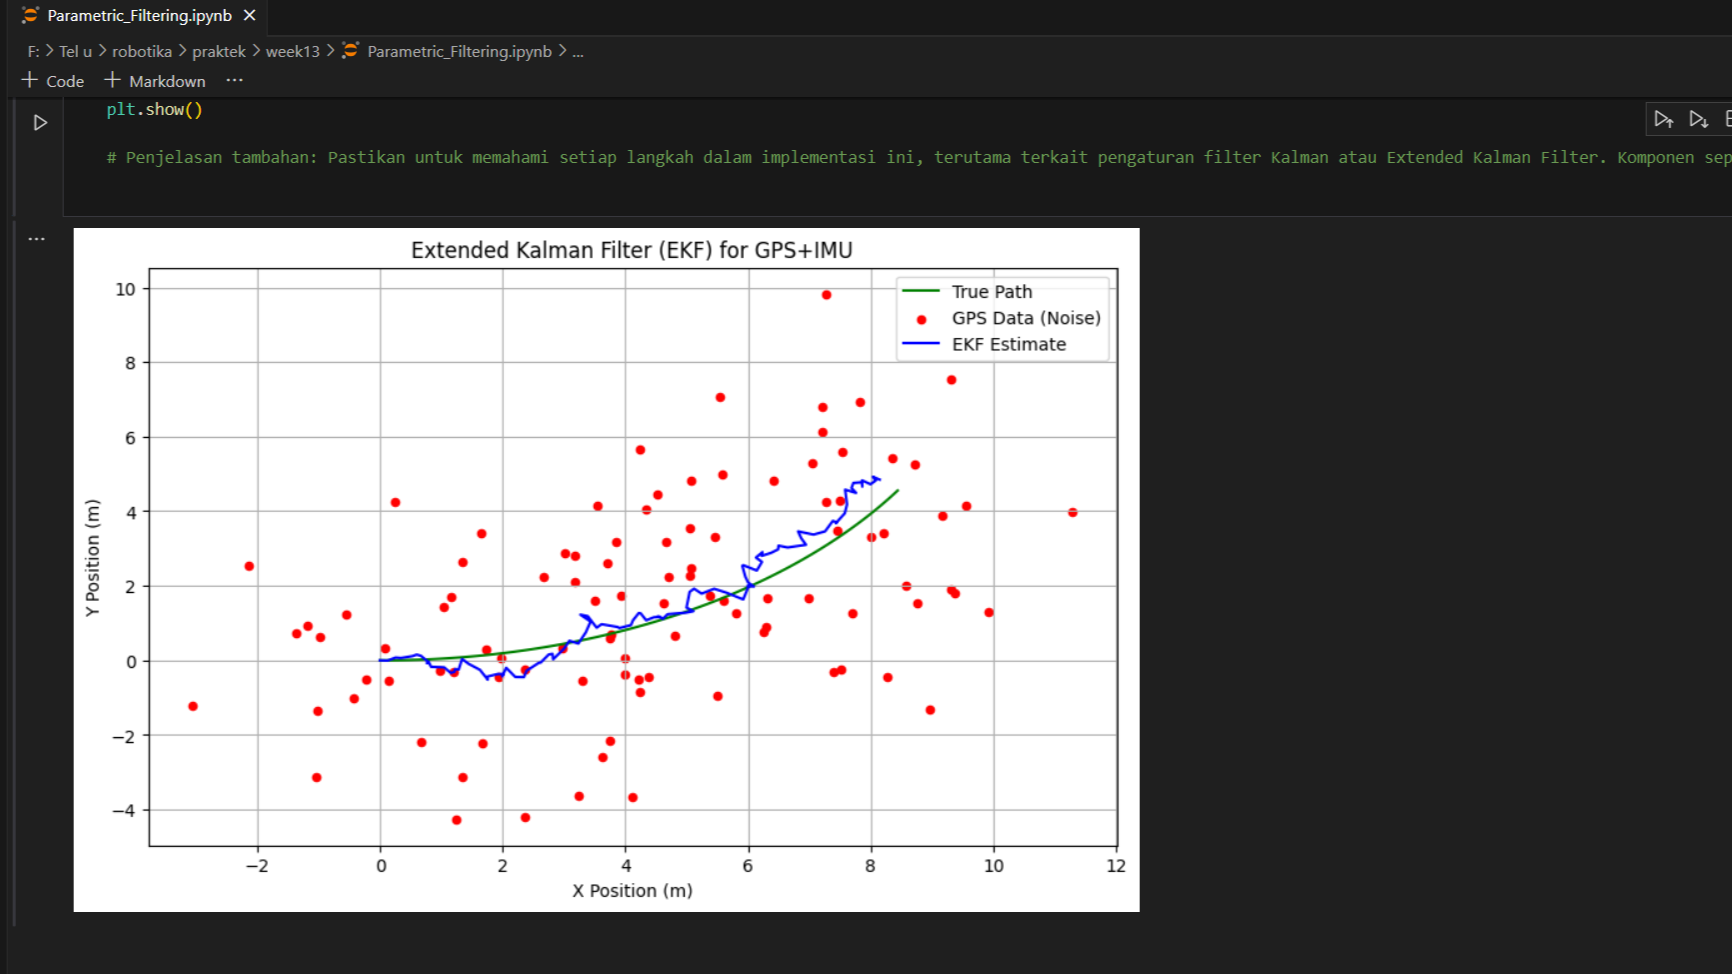 Parametric_Filtering.ipynb
F: > Tel u > robotika > praktek > week13 > Parametric_Filtering.ipynb > ...
+ Code + Markdown ...
plt.show()
# Penjelasan tambahan: Pastikan untuk memahami setiap langkah dalam implementasi ini, terutama terkait pengaturan filter Kalman atau Extended Kalman Filter. Komponen sep
Extended Kalman Filter (EKF) for GPS+IMU
True Path
GPS Data (Noise)
EKF Estimate
10
8
6
4
2
0
−2
−4
Y Position (m)
−2 0 2 4 6 8 10 12
X Position (m)